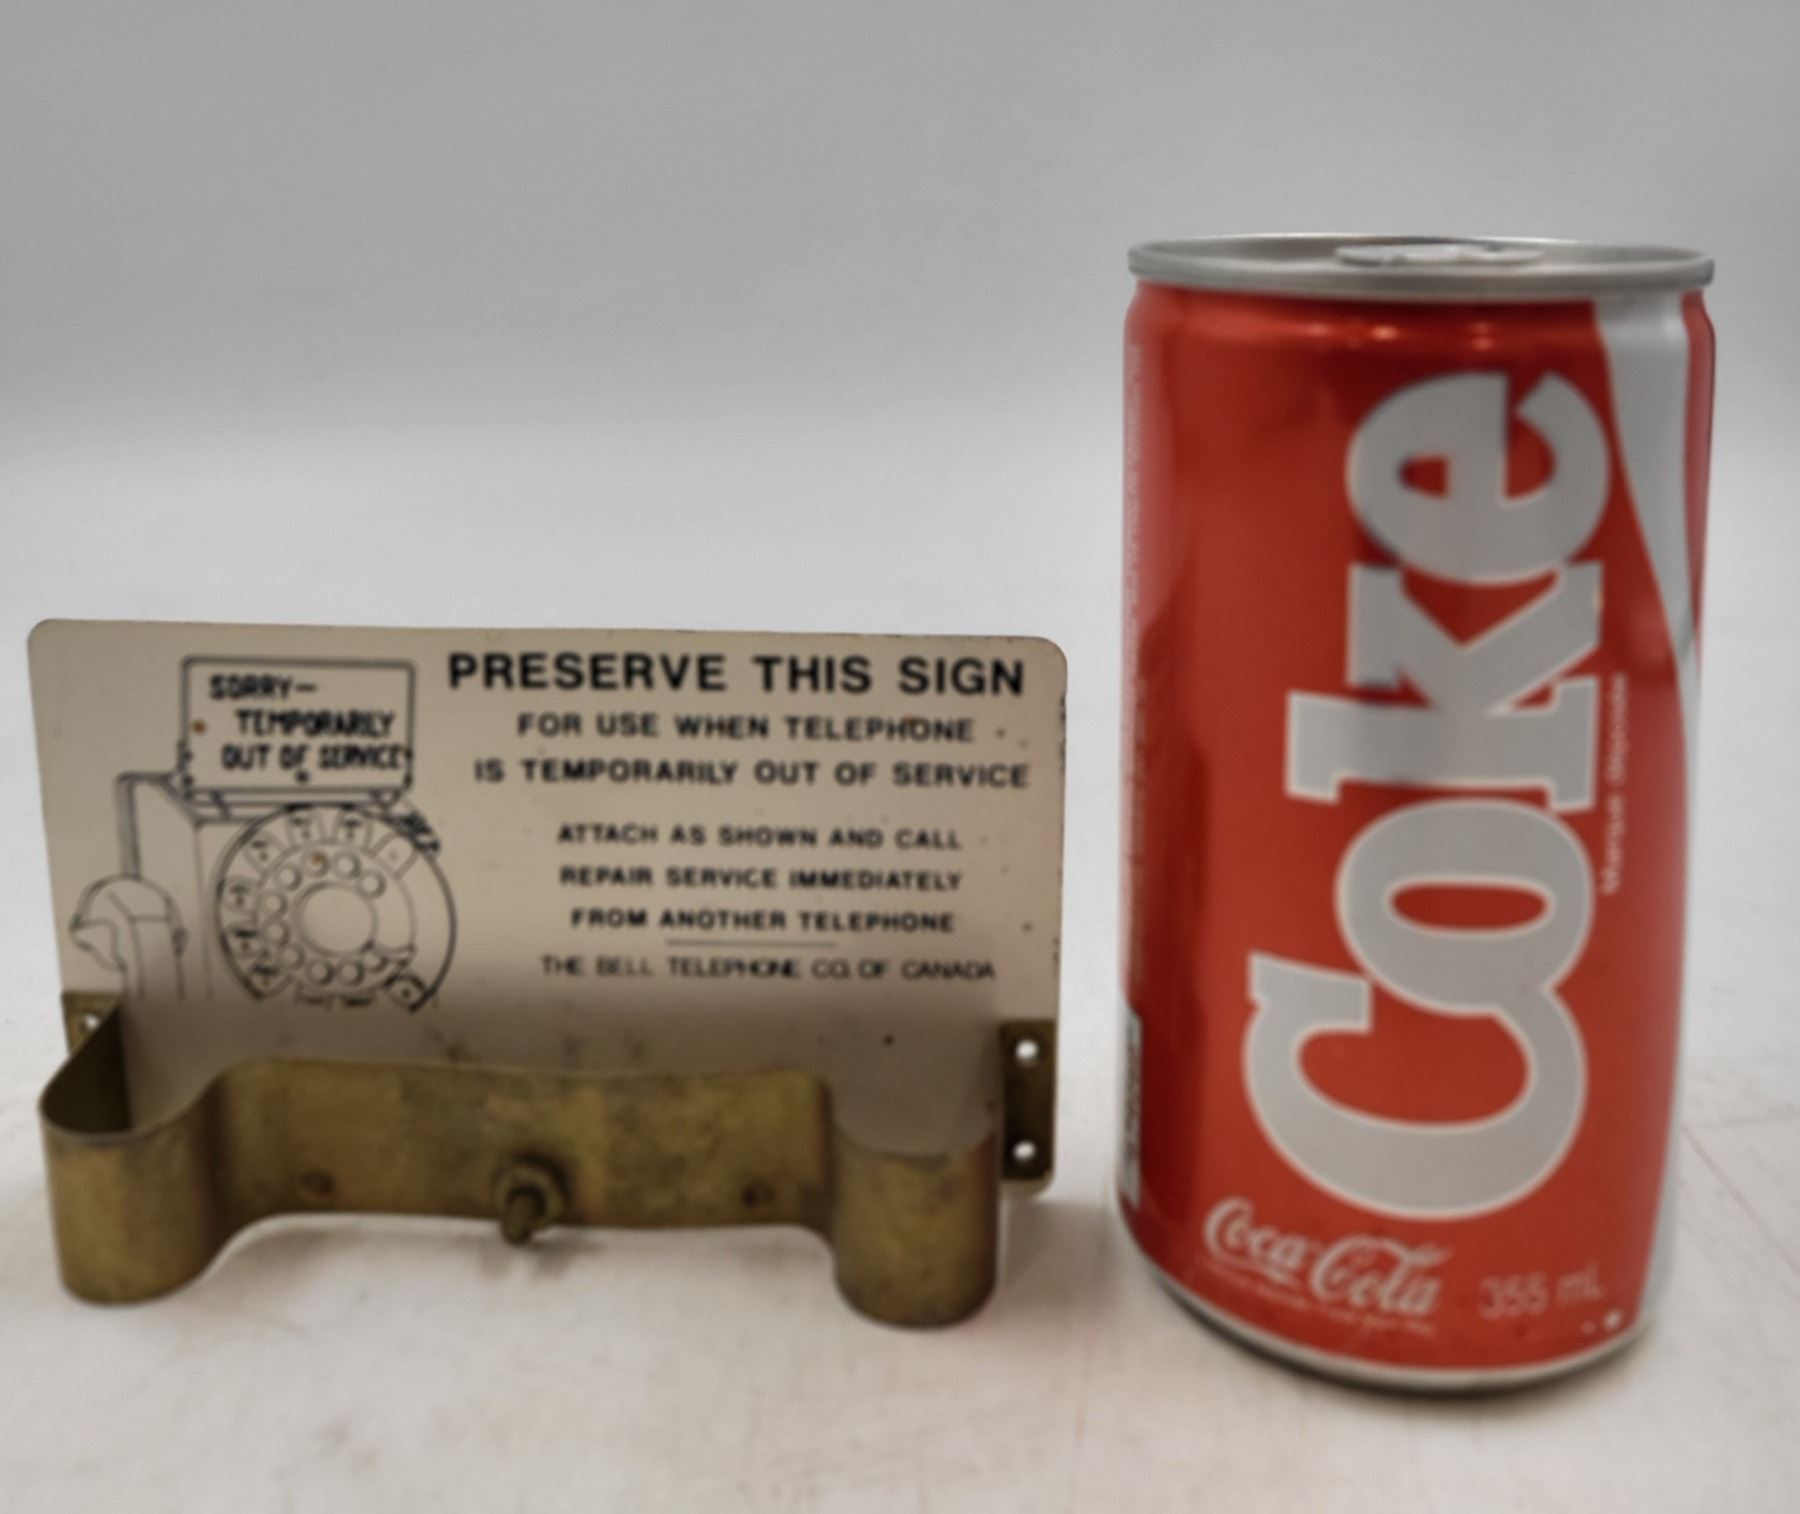 SORRY—
TEMPORARILY
OUT OF SERVICE
PRESERVE THIS SIGN
FOR USE WHEN TELEPHONE
IS TEMPORARILY OUT OF SERVICE
ATTACH AS SHOWN AND CALL
REPAIR SERVICE IMMEDIATELY
FROM ANOTHER TELEPHONE
THE BELL TELEPHONE CO. OF CANADA
Coke
Coca-Cola
355 mL